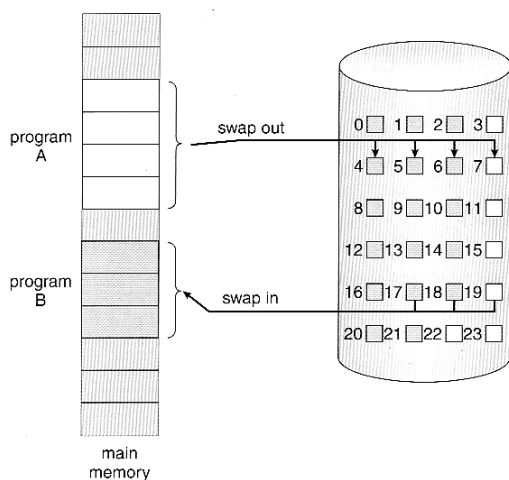 program
A
swap out
program
B
swap in
main
memory
0 1 2 3
4 5 6 7
8 9 10 11
12 13 14 15
16 17 18 19
20 21 22 23